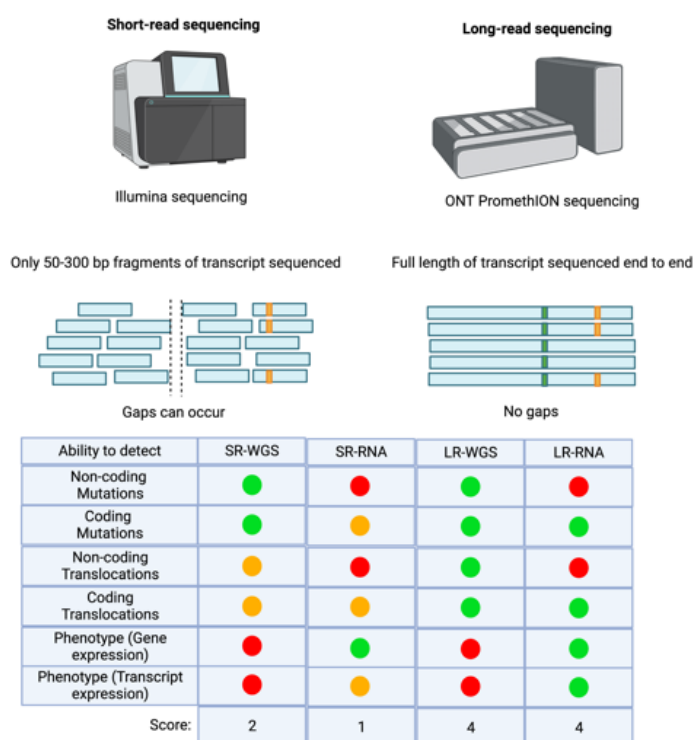 Short-read sequencing
Long-read sequencing
Illumina sequencing
ONT PromethION sequencing
Only 50-300 bp fragments of transcript sequenced
Full length of transcript sequenced end to end
Gaps can occur
No gaps
Ability to detect SR-WGS SR-RNA LR-WGS LR-RNA
Non-coding
Mutations
Coding
Mutations
Non-coding
Translocations
Coding
Translocations
Phenotype (Gene
expression)
Phenotype (Transcript
expression)
Score: 2 1 4 4